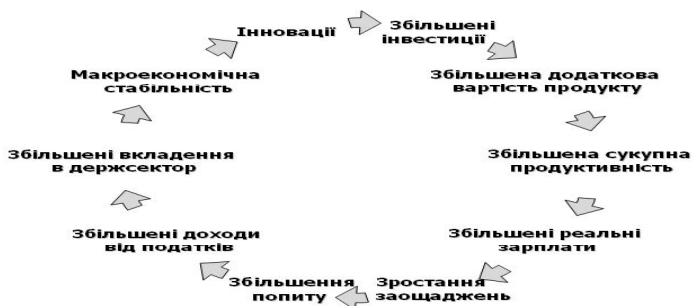 Інновації
Збільшені
інвестиції
Збільшена додаткова
вартість продукту
Збільшена сукупна
продуктивність
Збільшені реальні
зарплати
Зростання
заощаджень
Збільшення
попиту
Збільшені доходи
від податків
Збільшені вкладення
в держсектор
Макроекономічна
стабільність